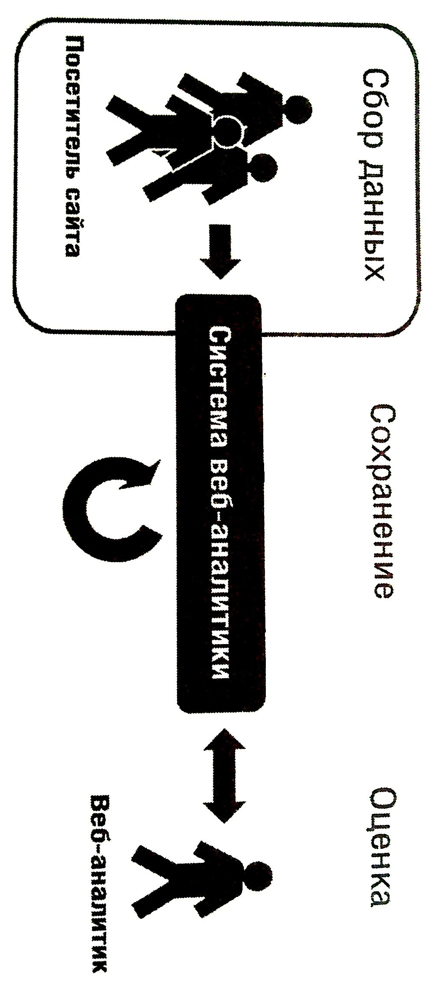 Сбор данных
Сохранение
Оценка
Система веб-аналитики
Посетитель сайта
Веб-аналитик